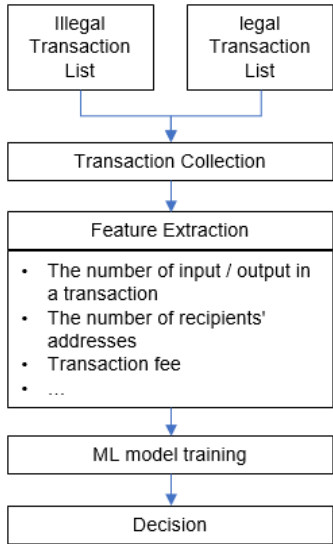 Illegal
Transaction
List
legal
Transaction
List
Transaction Collection
Feature Extraction
• The number of input / output in
a transaction
• The number of recipients'
addresses
• Transaction fee
• ...
ML model training
Decision